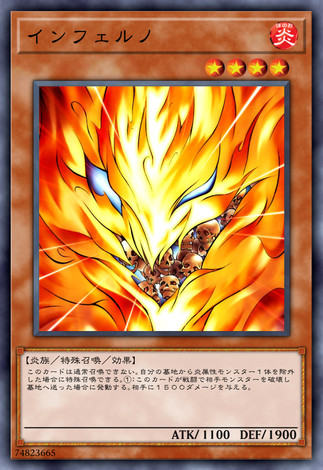 インフェルノ
炎
【炎族／特殊召喚／効果】
このカードは通常召喚できない。自分の墓地から炎属性モンスター１体を除外
した場合に特殊召喚できる。①：このカードが戦闘で相手モンスターを破壊し
墓地へ送った場合に発動する。相手に１５００ダメージを与える。
ATK/1100 DEF/1900
74823665